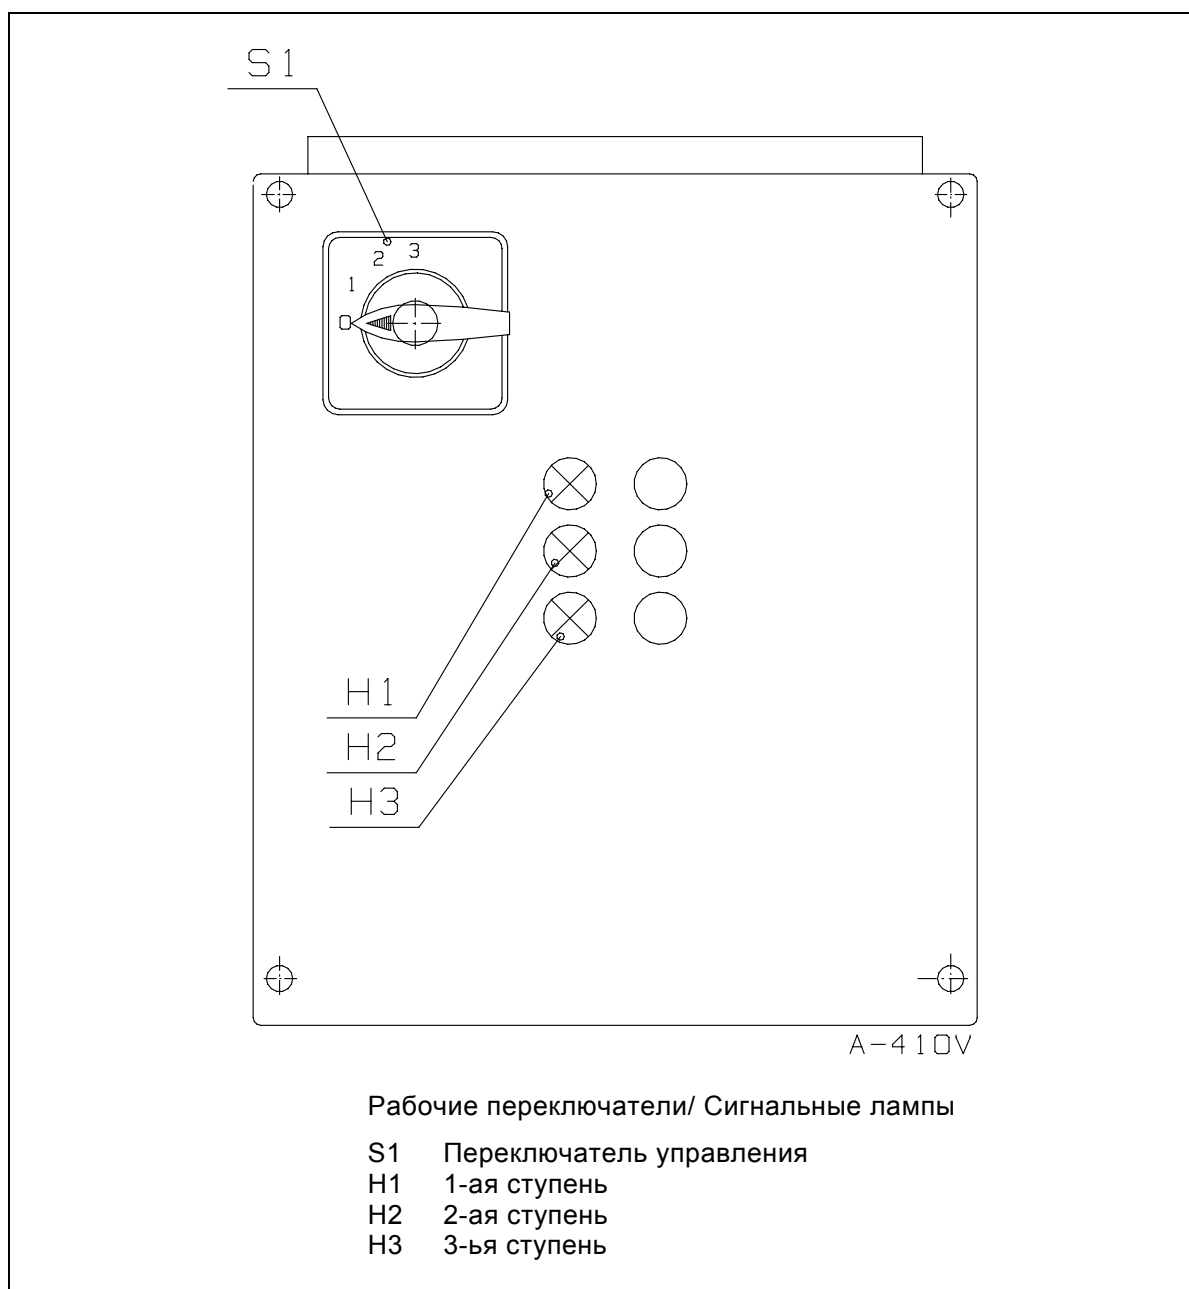 S1
2 3
1
0
H1
H2
H3
A-410V
Рабочие переключатели/ Сигнальные лампы
S1 Переключатель управления
H1 1-ая ступень
H2 2-ая ступень
H3 3-ья ступень